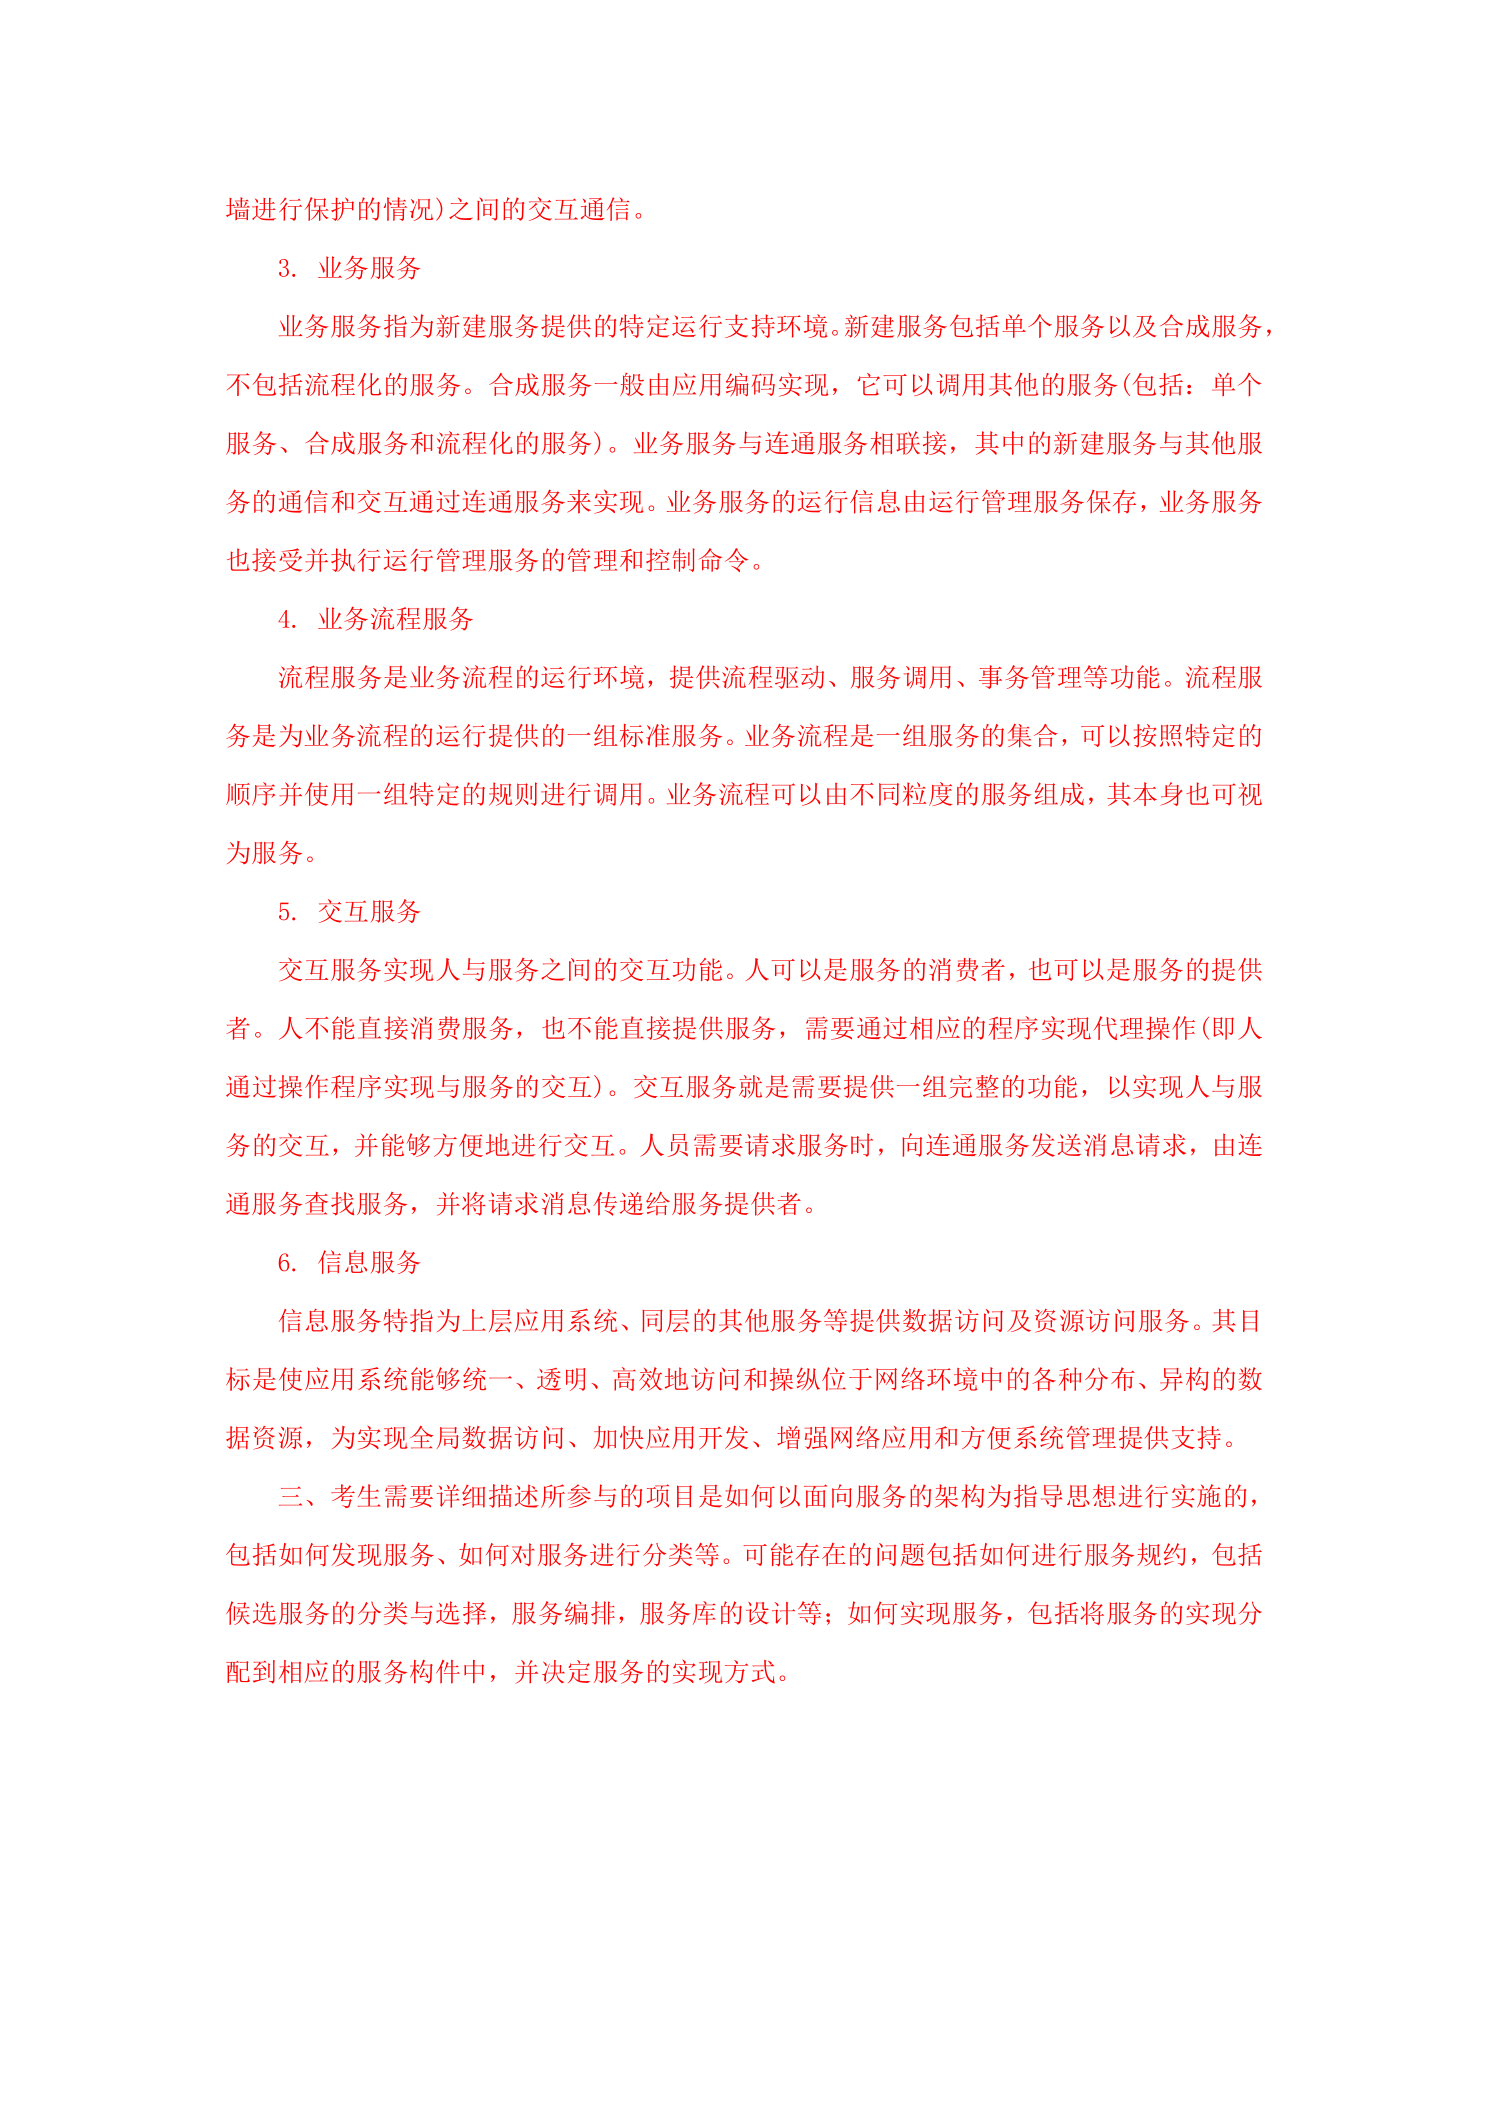 墙进行保护的情况)之间的交互通信。
3. 业务服务
业务服务指为新建服务提供的特定运行支持环境。新建服务包括单个服务以及合成服务，
不包括流程化的服务。合成服务一般由应用编码实现，它可以调用其他的服务(包括：单个
服务、合成服务和流程化的服务)。业务服务与连通服务相联接，其中的新建服务与其他服
务的通信和交互通过连通服务来实现。业务服务的运行信息由运行管理服务保存，业务服务
也接受并执行运行管理服务的管理和控制命令。
4. 业务流程服务
流程服务是业务流程的运行环境，提供流程驱动、服务调用、事务管理等功能。流程服
务是为业务流程的运行提供的一组标准服务。业务流程是一组服务的集合，可以按照特定的
顺序并使用一组特定的规则进行调用。业务流程可以由不同粒度的服务组成，其本身也可视
为服务。
5. 交互服务
交互服务实现人与服务之间的交互功能。人可以是服务的消费者，也可以是服务的提供
者。人不能直接消费服务，也不能直接提供服务，需要通过相应的程序实现代理操作(即人
通过操作程序实现与服务的交互)。交互服务就是需要提供一组完整的功能，以实现人与服
务的交互，并能够方便地进行交互。人员需要请求服务时，向连通服务发送消息请求，由连
通服务查找服务，并将请求消息传递给服务提供者。
6. 信息服务
信息服务特指为上层应用系统、同层的其他服务等提供数据访问及资源访问服务。其目
标是使应用系统能够统一、透明、高效地访问和操纵位于网络环境中的各种分布、异构的数
据资源，为实现全局数据访问、加快应用开发、增强网络应用和方便系统管理提供支持。
三、考生需要详细描述所参与的项目是如何以面向服务的架构为指导思想进行实施的，
包括如何发现服务、如何对服务进行分类等。可能存在的问题包括如何进行服务规约，包括
候选服务的分类与选择，服务编排，服务库的设计等；如何实现服务，包括将服务的实现分
配到相应的服务构件中，并决定服务的实现方式。